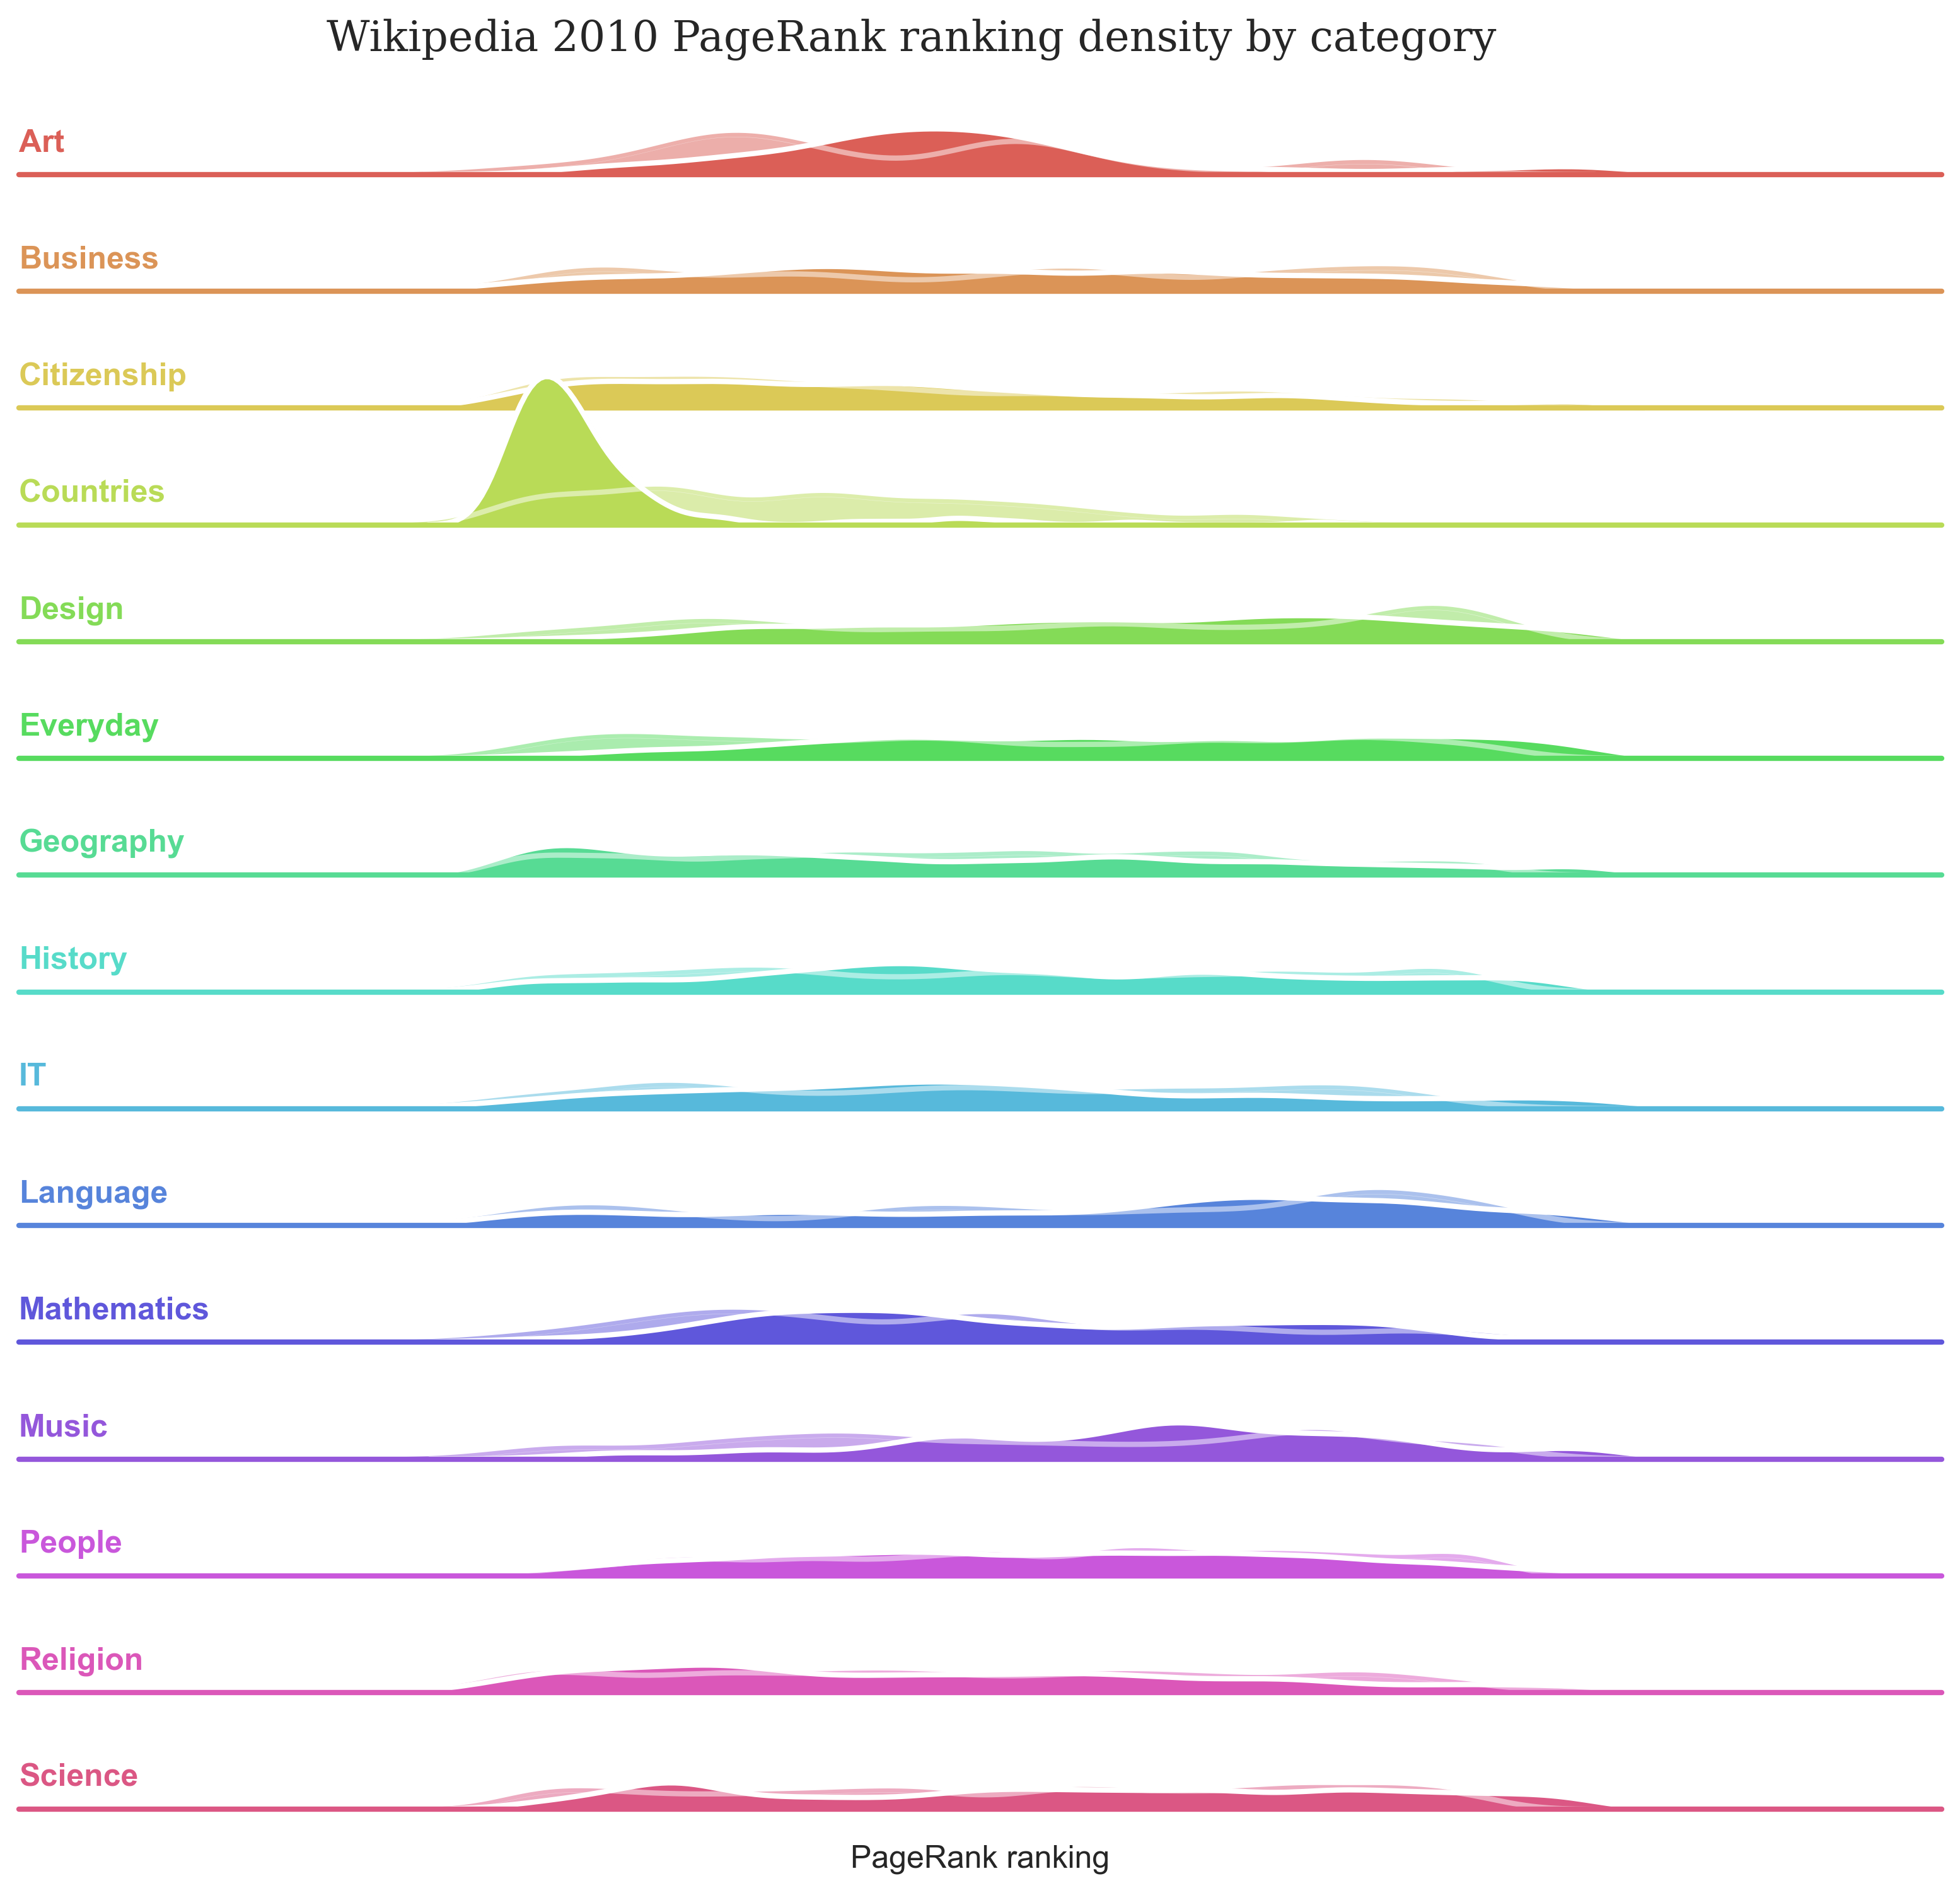 Wikipedia 2010 PageRank ranking density by category
Art
Business
Citizenship
Countries
Design
Everyday
Geography
History
IT
Language
Mathematics
Music
People
Religion
Science
PageRank ranking